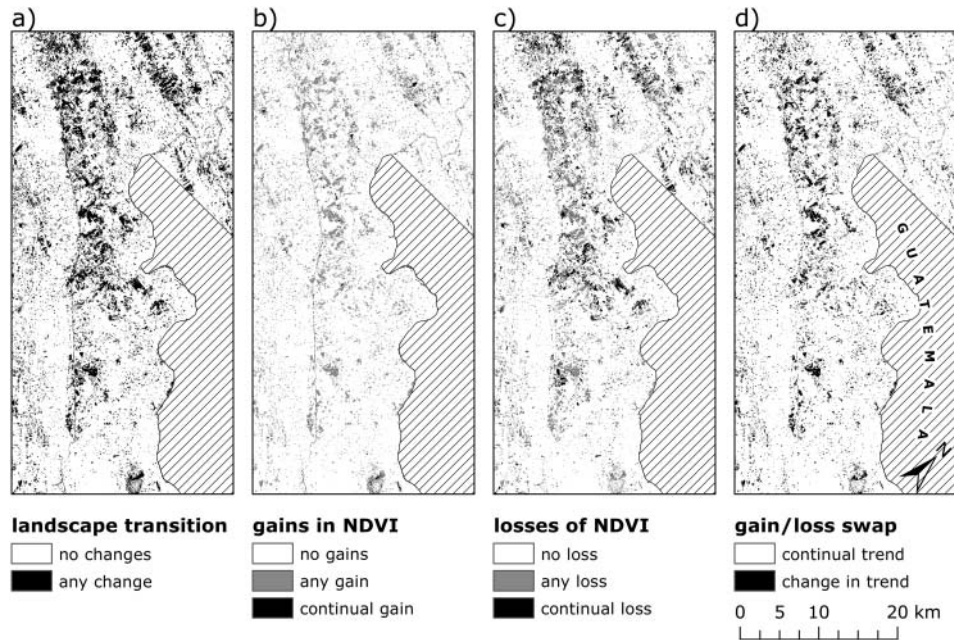 a)
b)
c)
d)
GUATEMALA
N
landscape transition
no changes
any change
gains in NDVI
no gains
any gain
continual gain
losses of NDVI
no loss
any loss
continual loss
gain/loss swap
continual trend
change in trend
0 5 10 20 km